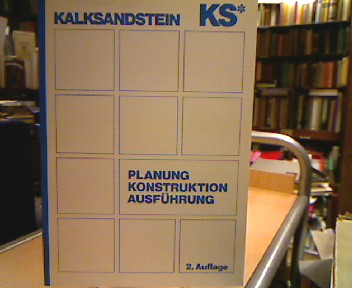 KALKSANDSTEIN KS*
PLANUNG
KONSTRUKTION
AUSFÜHRUNG
2. Auflage